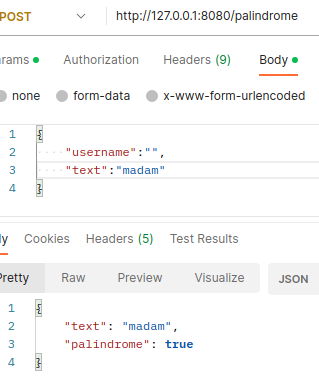 POST http://127.0.0.1:8080/palindrome
rams Authorization Headers (9) Body
none form-data x-www-form-urlencoded
1 {
2 "username":"",
3 "text":"madam"
4 }
ly Cookies Headers (5) Test Results
Pretty Raw Preview Visualize JSON
1 {
2 "text": "madam",
3 "palindrome": true
4 }